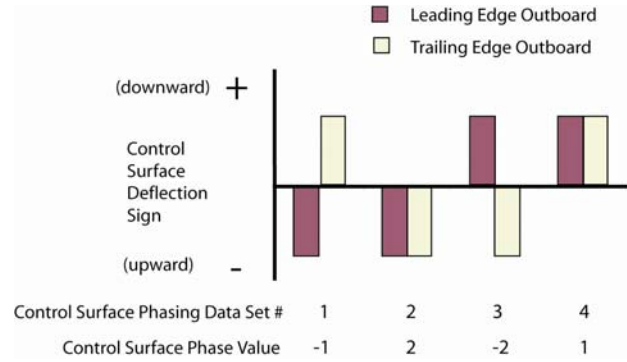 Leading Edge Outboard
Trailing Edge Outboard
(downward) +
Control
Surface
Deflection
Sign
(upward) -
Control Surface Phasing Data Set # 1 2 3 4
Control Surface Phase Value -1 2 -2 1